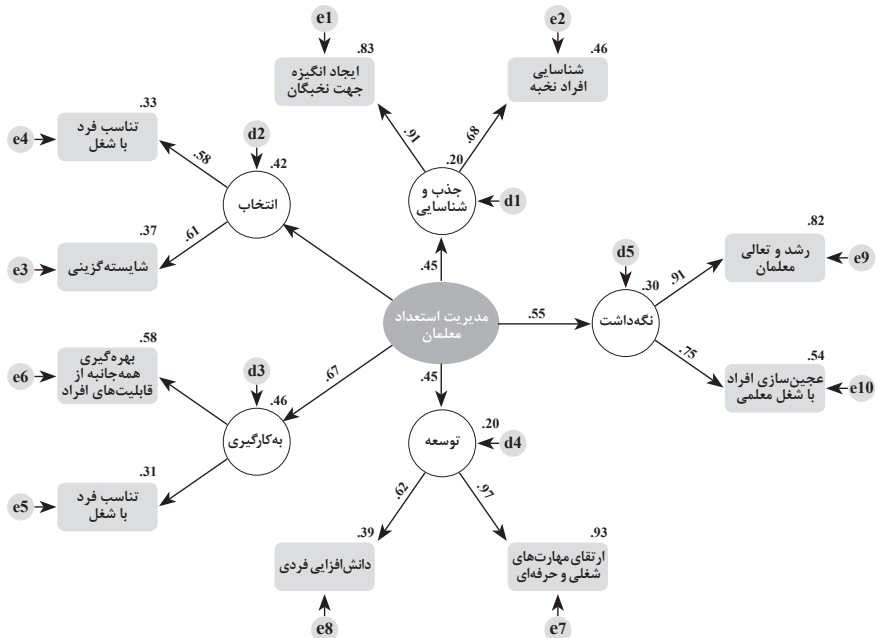 e1
e2
.83
.46
ایجاد انگیزه
جهت نخبگان
شناسایی
افراد نخبه
.33
e4
تناسب فرد
با شغل
d2
.58
.42
.91
.68
.20
انتخاب
جذب و
شناسایی
d1
.37
.61
e3
شایسته‌گزینی
.45
.82
رشد و تعالی
معلمان
e9
d5
.91
.30
مدیریت استعداد
معلمان
.55
نگه‌داشت
.58
e6
بهره‌گیری
همه‌جانبه از
قابلیت‌های افراد
d3
.67
.45
.75
.54
عجین‌سازی افراد
با شغل معلمی
e10
.46
به‌کارگیری
.20
توسعه
d4
.31
e5
تناسب فرد
با شغل
.62
.97
.39
.93
دانش‌افزایی فردی
ارتقای مهارت‌های
شغلی و حرفه‌ای
e8
e7